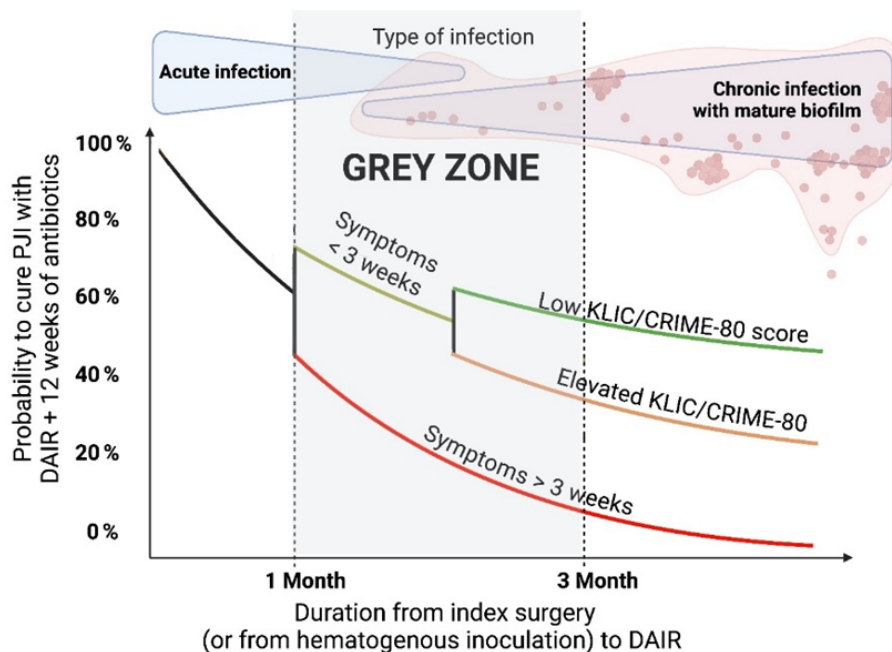 Type of infection
Acute infection
Chronic infection
with mature biofilm
GREY ZONE
100 %
80 %
60 %
40 %
20 %
0 %
Probability to cure PJI with
DAIR + 12 weeks of antibiotics
Symptoms
< 3 weeks
Low KLIC/CRIME-80 score
Elevated KLIC/CRIME-80
Symptoms > 3 weeks
1 Month
3 Month
Duration from index surgery
(or from hematogenous inoculation) to DAIR